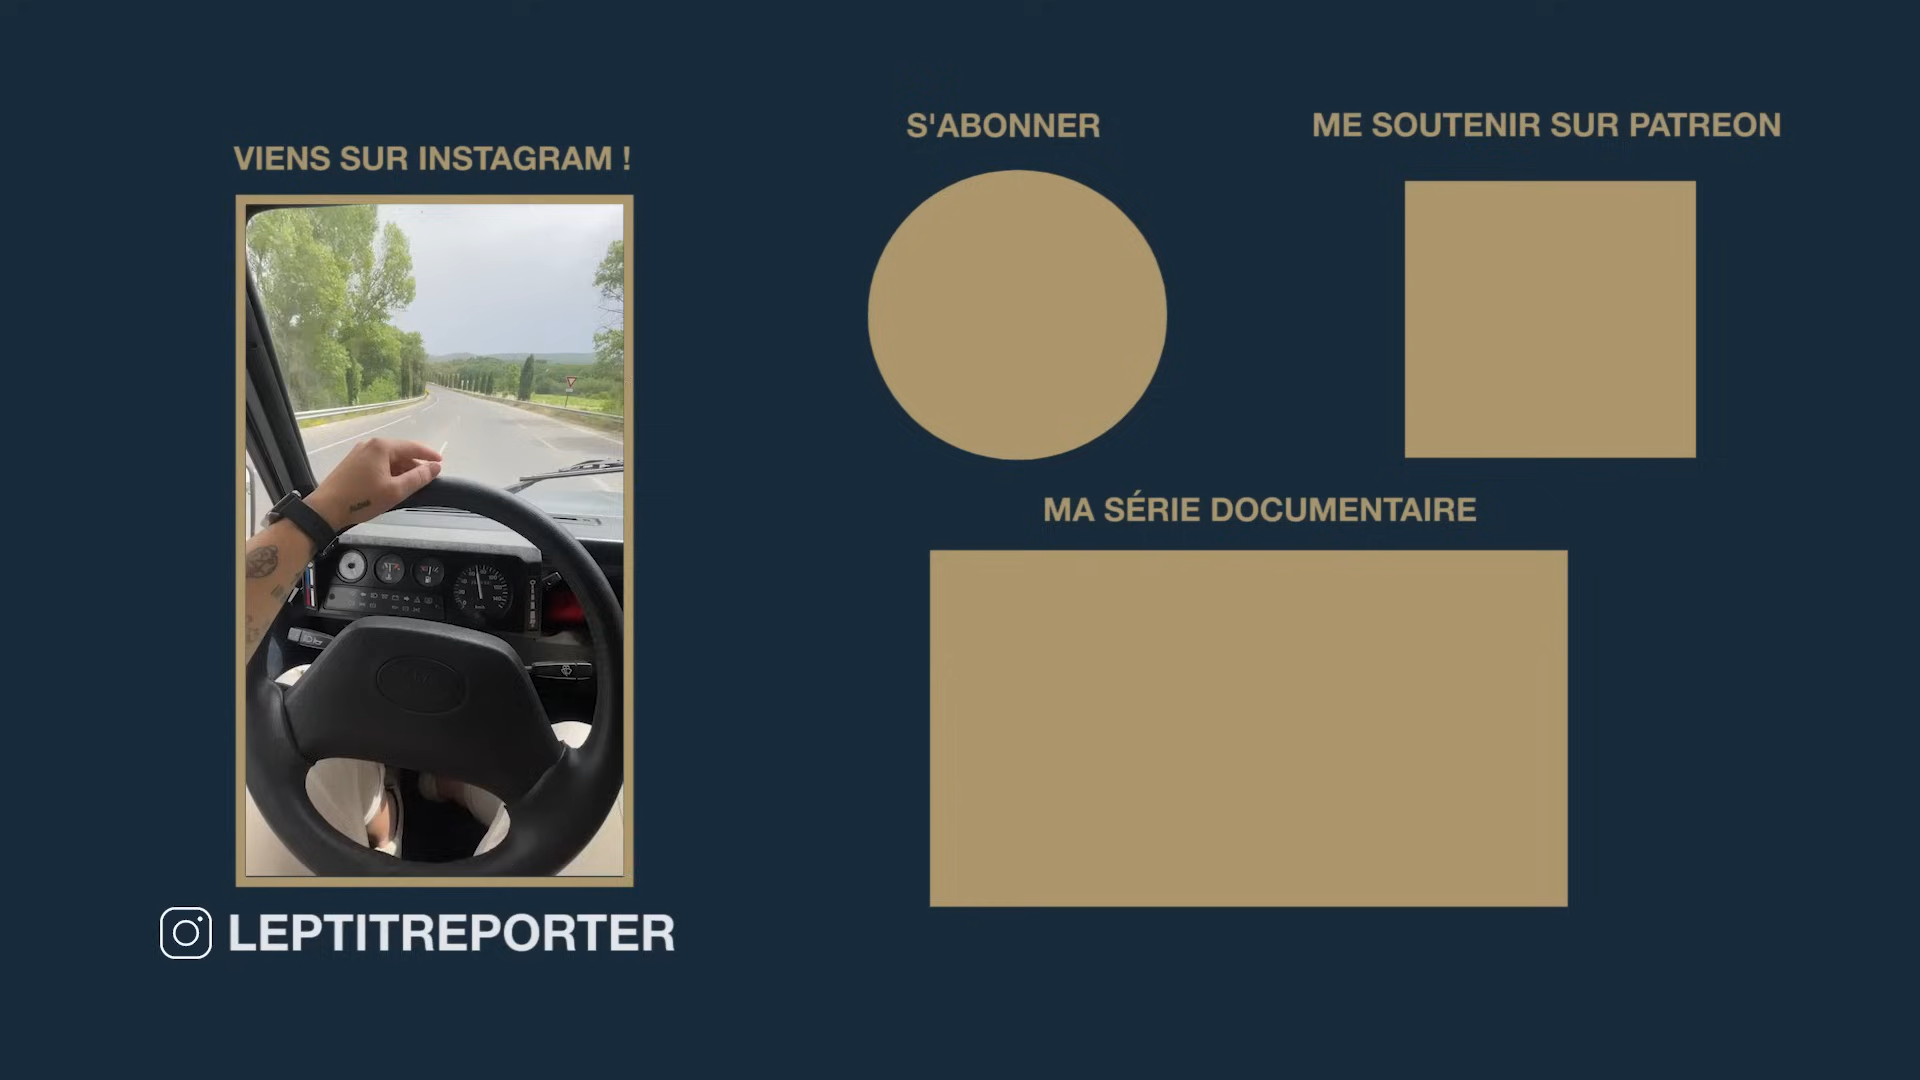 VIENS SUR INSTAGRAM !
S'ABONNER
ME SOUTENIR SUR PATREON
MA SÉRIE DOCUMENTAIRE
LEPTITREPORTER